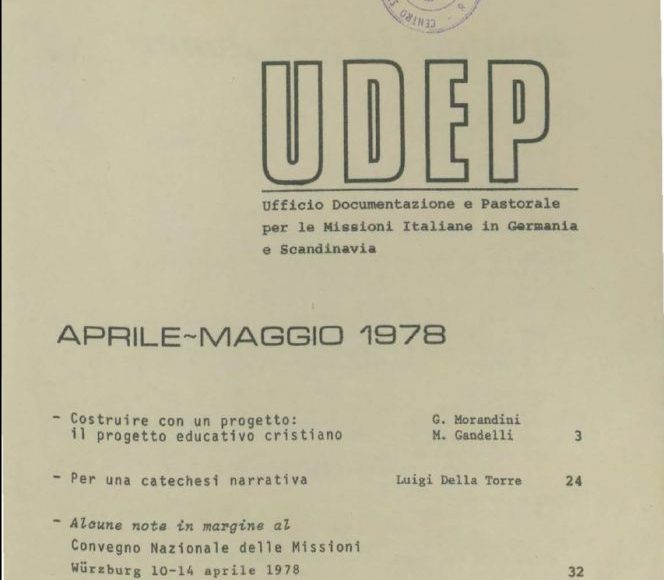 CENTRO
UDEP
Ufficio Documentazione e Pastorale
per le Missioni Italiane in Germania
e Scandinavia
APRILE~MAGGIO 1978
- Costruire con un progetto: G. Morandini
il progetto educativo cristiano M. Gandelli 3
- Per una catechesi narrativa Luigi Della Torre 24
- Alcune note in margine al
Convegno Nazionale delle Missioni
Würzburg 10-14 aprile 1978 32